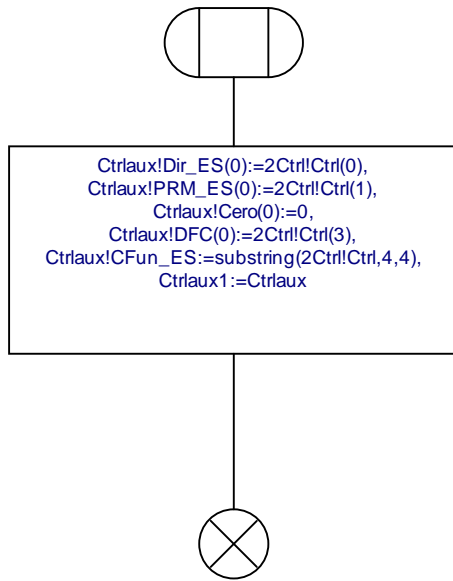 Ctrlaux!Dir_ES(0):=2Ctrl!Ctrl(0),
Ctrlaux!PRM_ES(0):=2Ctrl!Ctrl(1),
Ctrlaux!Cero(0):=0,
Ctrlaux!DFC(0):=2Ctrl!Ctrl(3),
Ctrlaux!CFun_ES:=substring(2Ctrl!Ctrl,4,4),
Ctrlaux1:=Ctrlaux